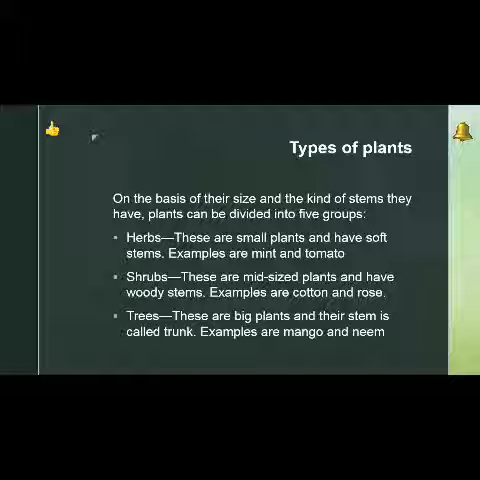 Types of plants
On the basis of their size and the kind of stems they
have, plants can be divided into five groups:
Herbs—These are small plants and have soft
stems. Examples are mint and tomato
Shrubs—These are mid-sized plants and have
woody stems. Examples are cotton and rose.
Trees—These are big plants and their stem is
called trunk. Examples are mango and neem